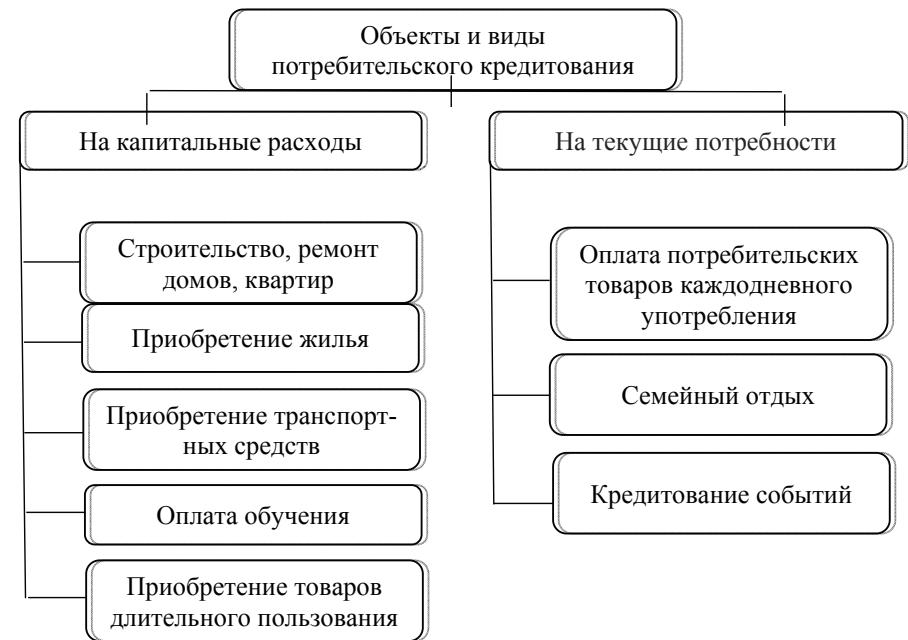 Объекты и виды
потребительского кредитования
На капитальные расходы
Строительство, ремонт
домов, квартир
Приобретение жилья
Приобретение транспорт-
ных средств
Оплата обучения
Приобретение товаров
длительного пользования
На текущие потребности
Оплата потребительских
товаров каждодневного
употребления
Семейный отдых
Кредитование событий